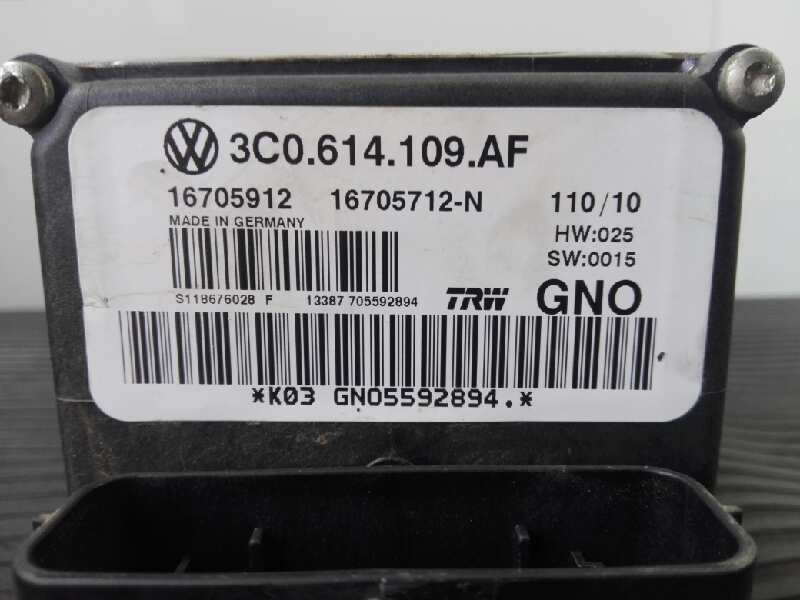 3C0.614.109.AF
16705912 16705712-N 110/10
MADE IN GERMANY HW:025
SW:0015
S118676028 F 13387 705592894 TRW GNO
*K03 GNO5592894.*